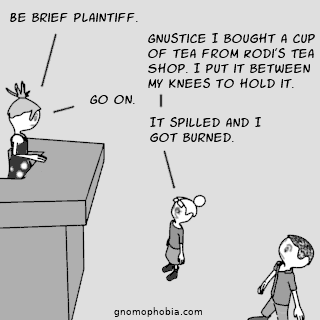 BE BRIEF PLAINTIFF.
GNUSTICE I BOUGHT A CUP
OF TEA FROM RODI'S TEA
SHOP. I PUT IT BETWEEN
MY KNEES TO HOLD IT.
GO ON.
IT SPILLED AND I
GOT BURNED.
gnomophobia.com